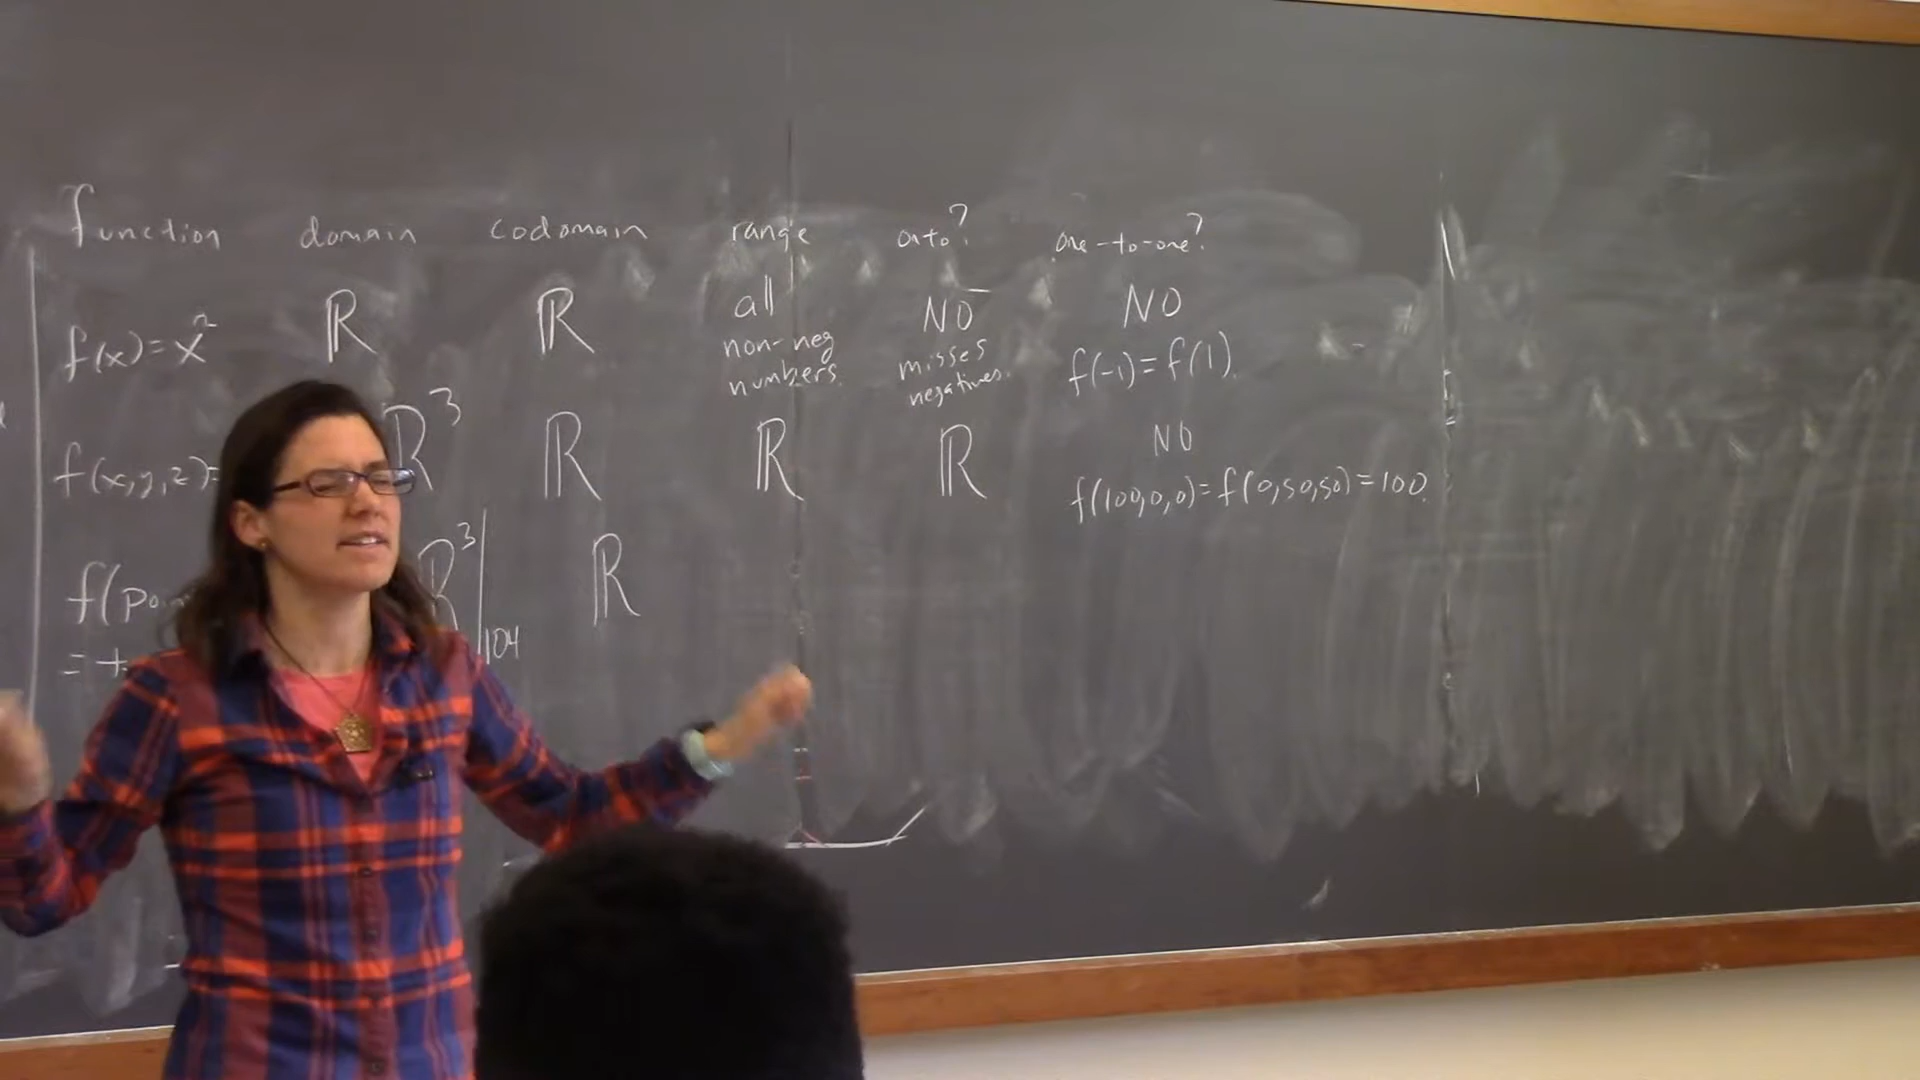 function domain codomain range onto? one-to-one?
f(x)=x² ℝ ℝ all non-neg numbers. NO misses negatives. NO f(-1)=f(1).
f(x,y,z)= ℝ³ ℝ ℝ ℝ NO f(100,0,0)=f(0,50,50)=100.
f(po ℝ³|104 ℝ
= t